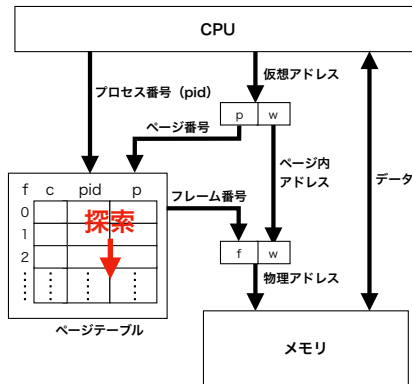 CPU
仮想アドレス
プロセス番号（pid）
p w
ページ番号
ページ内
アドレス
データ
f c pid p
フレーム番号
0
探索
1
2
f w
物理アドレス
ページテーブル
メモリ